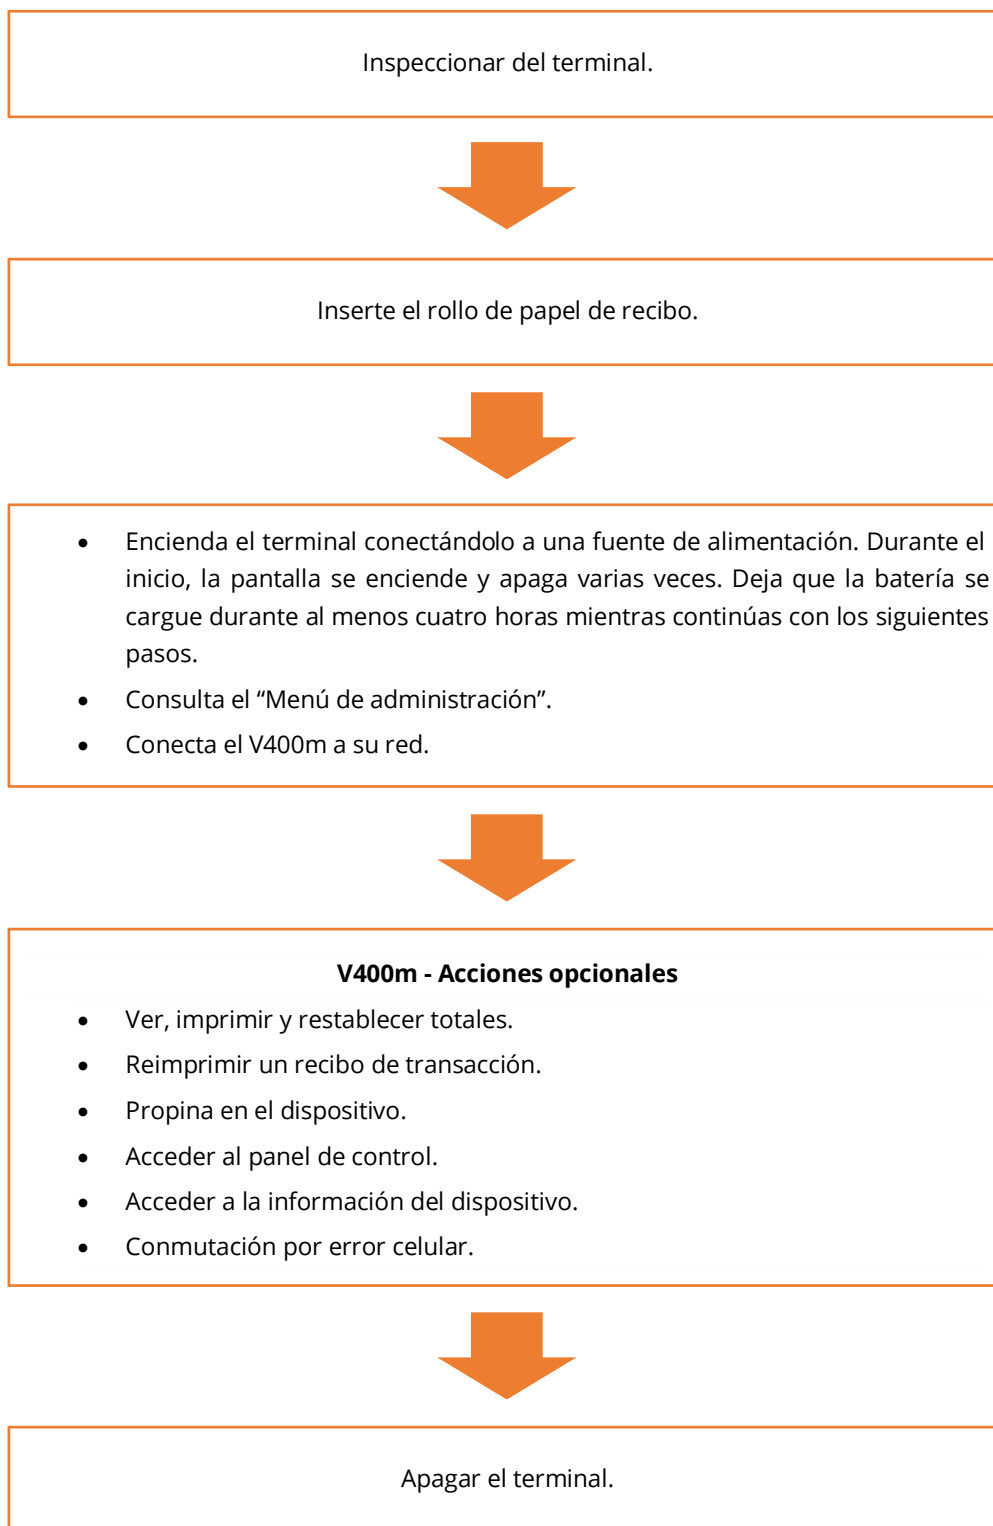 Inspeccionar del terminal.
Inserte el rollo de papel de recibo.
• Encienda el terminal conectándolo a una fuente de alimentación. Durante el
inicio, la pantalla se enciende y apaga varias veces. Deja que la batería se
cargue durante al menos cuatro horas mientras continúas con los siguientes
pasos.
• Consulta el “Menú de administración”.
• Conecta el V400m a su red.
V400m - Acciones opcionales
• Ver, imprimir y restablecer totales.
• Reimprimir un recibo de transacción.
• Propina en el dispositivo.
• Acceder al panel de control.
• Acceder a la información del dispositivo.
• Conmutación por error celular.
Apagar el terminal.